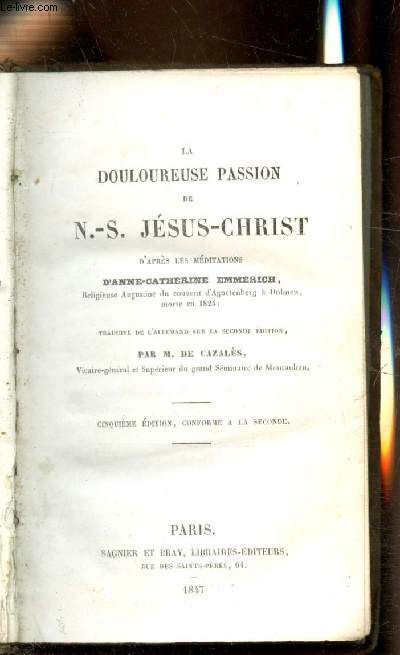 Le-livre.com
LA
DOULOUREUSE PASSION
DE
N.-S. JÉSUS-CHRIST
D'APRÈS LES MÉDITATIONS
D'ANNE-CATHERINE EMMERICH,
Religieuse Augustine du couvent d'Agnetenberg à Dulmen,
morte en 1824;
TRADUITE DE L'ALLEMAND SUR LA SECONDE ÉDITION,
PAR M. DE CAZALÈS,
Vicaire-général et Supérieur du grand Séminaire de Montauban.
CINQUIÈME ÉDITION, CONFORME A LA SECONDE.
PARIS.
SAGNIER ET BRAY, LIBRAIRES-ÉDITEURS,
RUE DES SAINTS-PÈRES, 64.
1847